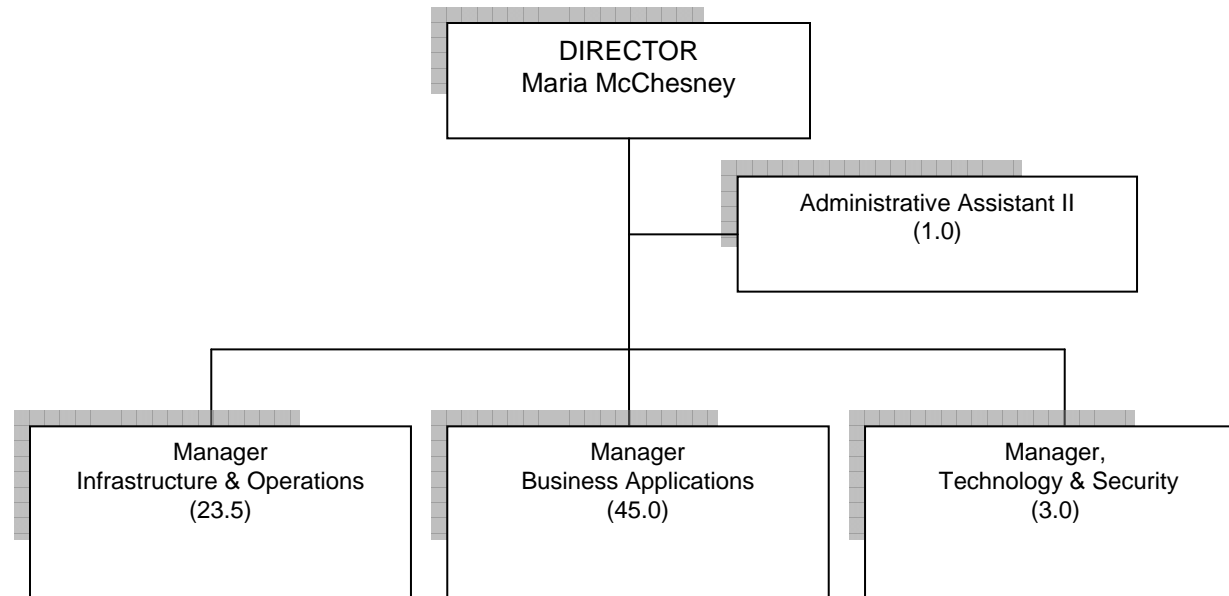 DIRECTOR
Maria McChesney
Administrative Assistant II
(1.0)
Manager
Infrastructure & Operations
(23.5)
Manager
Business Applications
(45.0)
Manager,
Technology & Security
(3.0)